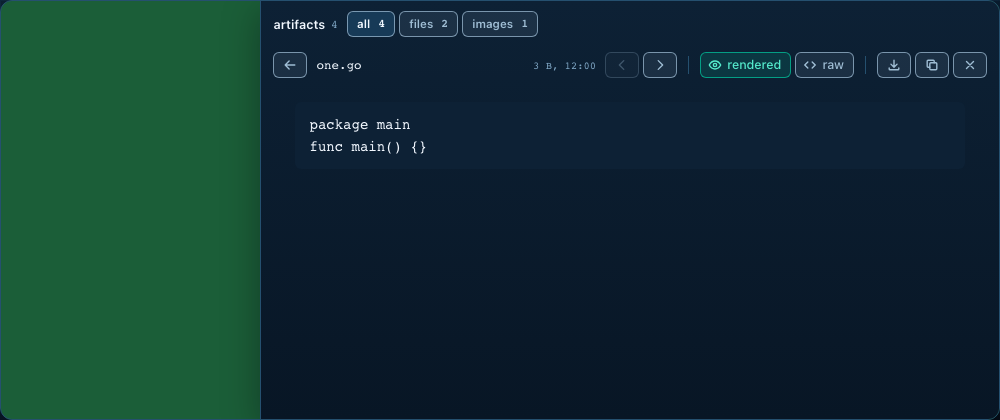 artifacts 4 all 4 files 2 images 1
one.go 3 B, 12:00 rendered raw
package main
func main() {}